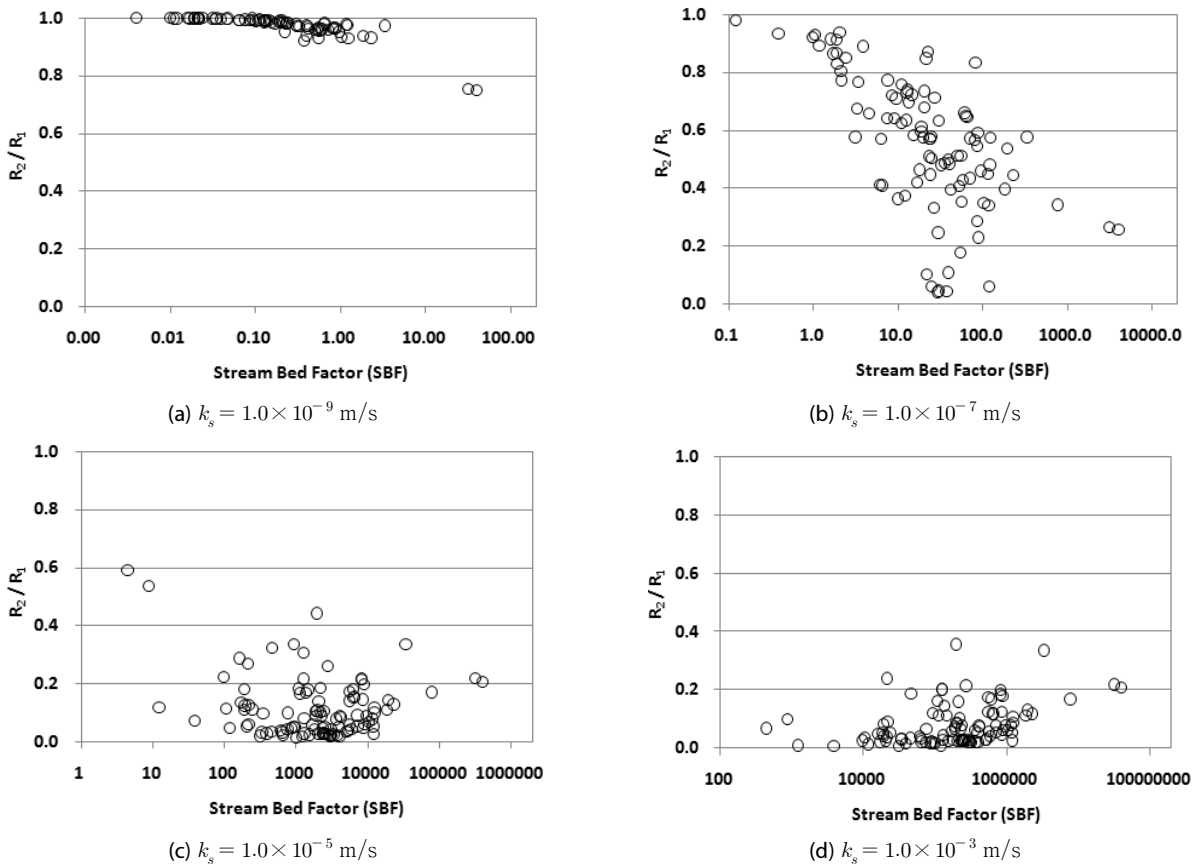 1.0
0.8
0.6
0.4
0.2
0.0
R₂ / R₁
0.00 0.01 0.10 1.00 10.00 100.00
Stream Bed Factor (SBF)
(a) kₛ = 1.0 × 10⁻⁹ m/s
1.0
0.8
0.6
0.4
0.2
0.0
R₂ / R₁
0.1 1.0 10.0 100.0 1000.0 10000.0
Stream Bed Factor (SBF)
(b) kₛ = 1.0 × 10⁻⁷ m/s
1.0
0.8
0.6
0.4
0.2
0.0
R₂ / R₁
1 10 100 1000 10000 100000 1000000
Stream Bed Factor (SBF)
(c) kₛ = 1.0 × 10⁻⁵ m/s
1.0
0.8
0.6
0.4
0.2
0.0
R₂ / R₁
100 10000 1000000 100000000
Stream Bed Factor (SBF)
(d) kₛ = 1.0 × 10⁻³ m/s